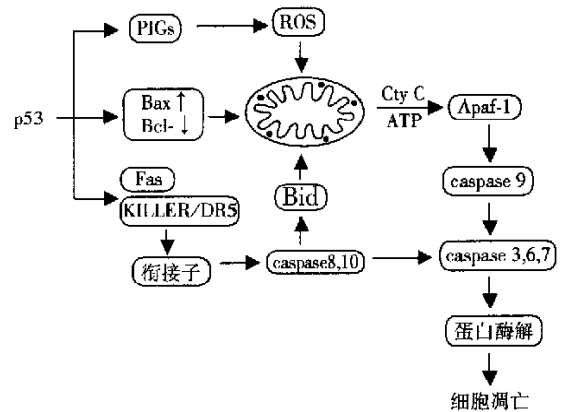 PIGs
ROS
p53
Bax ↑
Bcl- ↓
Cty C
ATP
Apaf-1
caspase 9
Fas
KILLER/DR5
Bid
衔接子
caspase8,10
caspase 3,6,7
蛋白酶解
细胞凋亡